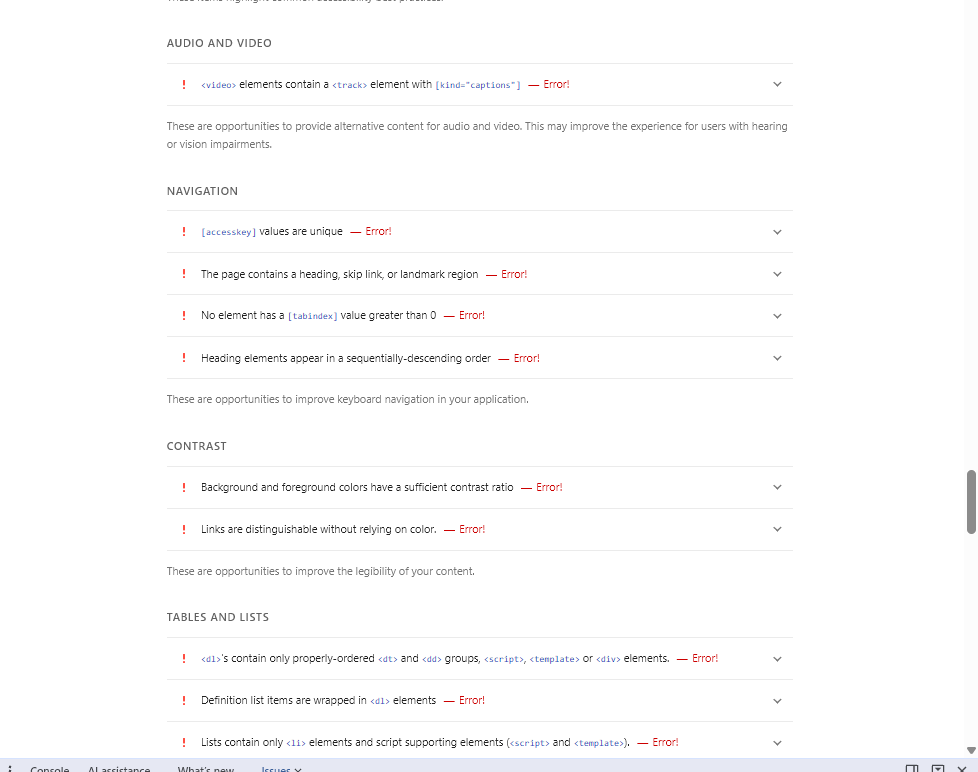 These items highlight common accessibility best practices.
AUDIO AND VIDEO
! <video> elements contain a <track> element with [kind="captions"] — Error!
These are opportunities to provide alternative content for audio and video. This may improve the experience for users with hearing
or vision impairments.
NAVIGATION
! [accesskey] values are unique — Error!
! The page contains a heading, skip link, or landmark region — Error!
! No element has a [tabindex] value greater than 0 — Error!
! Heading elements appear in a sequentially-descending order — Error!
These are opportunities to improve keyboard navigation in your application.
CONTRAST
! Background and foreground colors have a sufficient contrast ratio — Error!
! Links are distinguishable without relying on color. — Error!
These are opportunities to improve the legibility of your content.
TABLES AND LISTS
! <dl>'s contain only properly-ordered <dt> and <dd> groups, <script>, <template> or <div> elements. — Error!
! Definition list items are wrapped in <dl> elements — Error!
! Lists contain only <li> elements and script supporting elements (<script> and <template>). — Error!
Console AI assistance What's new Issues